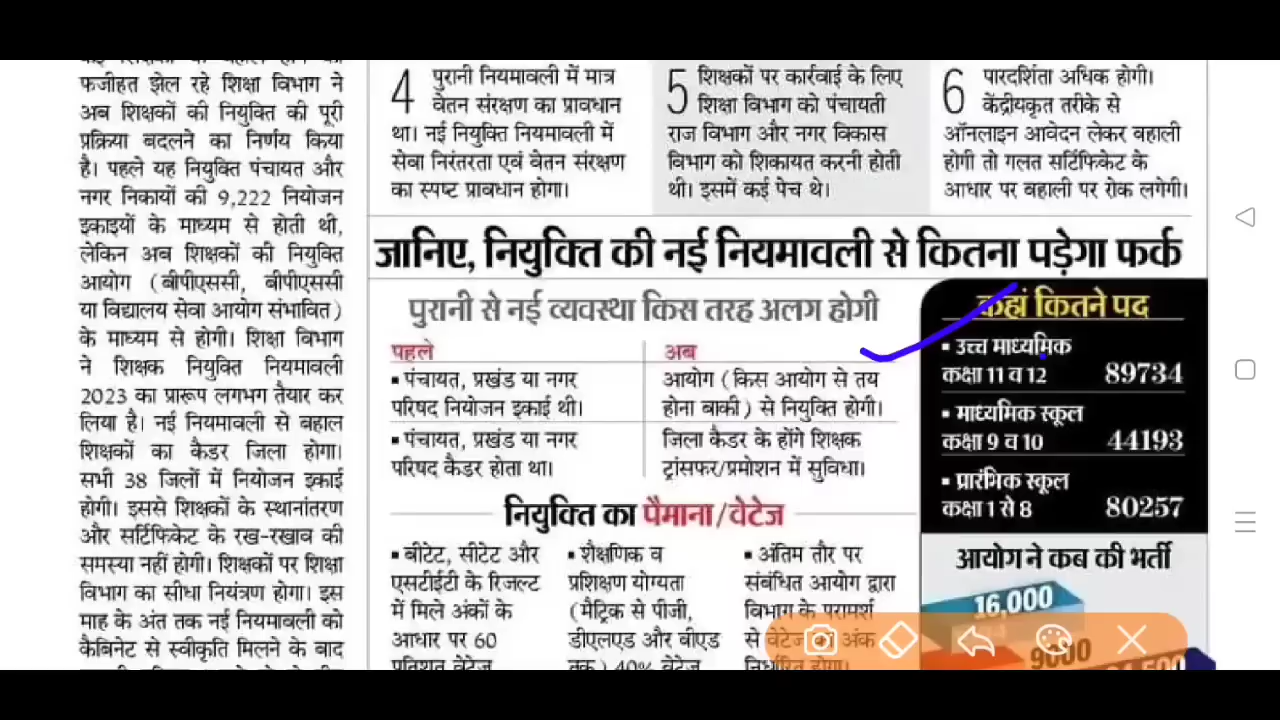 फजीहत झेल रहे शिक्षा विभाग ने
अब शिक्षकों की नियुक्ति की पूरी
प्रक्रिया बदलने का निर्णय किया
है। पहले यह नियुक्ति पंचायत और
नगर निकायों की 9,222 नियोजन
इकाइयों के माध्यम से होती थी,
लेकिन अब शिक्षकों की नियुक्ति
आयोग (बीपीएससी, बीपीएससी
या विद्यालय सेवा आयोग संभावित)
के माध्यम से होगी। शिक्षा विभाग
ने शिक्षक नियुक्ति नियमावली
2023 का प्रारूप लगभग तैयार कर
लिया है। नई नियमावली से बहाल
शिक्षकों का कैडर जिला होगा।
सभी 38 जिलों में नियोजन इकाई
होगी। इससे शिक्षकों के स्थानांतरण
और सर्टिफिकेट के रख-रखाव की
समस्या नहीं होगी। शिक्षकों पर शिक्षा
विभाग का सीधा नियंत्रण होगा। इस
माह के अंत तक नई नियमावली को
कैबिनेट से स्वीकृति मिलने के बाद
4 पुरानी नियमावली में मात्र
वेतन संरक्षण का प्रावधान
था। नई नियुक्ति नियमावली में
सेवा निरंतरता एवं वेतन संरक्षण
का स्पष्ट प्रावधान होगा।
5 शिक्षकों पर कार्रवाई के लिए
शिक्षा विभाग को पंचायती
राज विभाग और नगर विकास
विभाग को शिकायत करनी होती
थी। इसमें कई पेच थे।
6 पारदर्शिता अधिक होगी।
केंद्रीयकृत तरीके से
ऑनलाइन आवेदन लेकर बहाली
होगी तो गलत सर्टिफिकेट के
आधार पर बहाली पर रोक लगेगी।
जानिए, नियुक्ति की नई नियमावली से कितना पड़ेगा फर्क
पुरानी से नई व्यवस्था किस तरह अलग होगी
पहले
▪ पंचायत, प्रखंड या नगर
परिषद नियोजन इकाई थी।
▪ पंचायत, प्रखंड या नगर
परिषद कैडर होता था।
अब
आयोग (किस आयोग से तय
होना बाकी) से नियुक्ति होगी।
जिला कैडर के होंगे शिक्षक
ट्रांसफर/प्रमोशन में सुविधा।
नियुक्ति का पैमाना/वेटेज
▪ बीटेट, सीटेट और
एसटीईटी के रिजल्ट
में मिले अंकों के
आधार पर 60
प्रतिशत वेटेज
▪ शैक्षणिक व
प्रशिक्षण योग्यता
(मैट्रिक से पीजी,
डीएलएड और बीएड
तक) 40% वेटेज
▪ अंतिम तौर पर
संबंधित आयोग द्वारा
विभाग के परामर्श
से वेटेज का अंक
निर्धारित होगा।
कहां कितने पद
▪ उच्च माध्यमिक
कक्षा 11 व 12 89734
▪ माध्यमिक स्कूल
कक्षा 9 व 10 44193
▪ प्रारंभिक स्कूल
कक्षा 1 से 8 80257
आयोग ने कब की भर्ती
16,000
9000